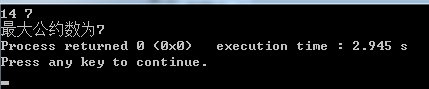 14 7
最大公约数为7
Process returned 0 (0x0)   execution time : 2.945 s
Press any key to continue.